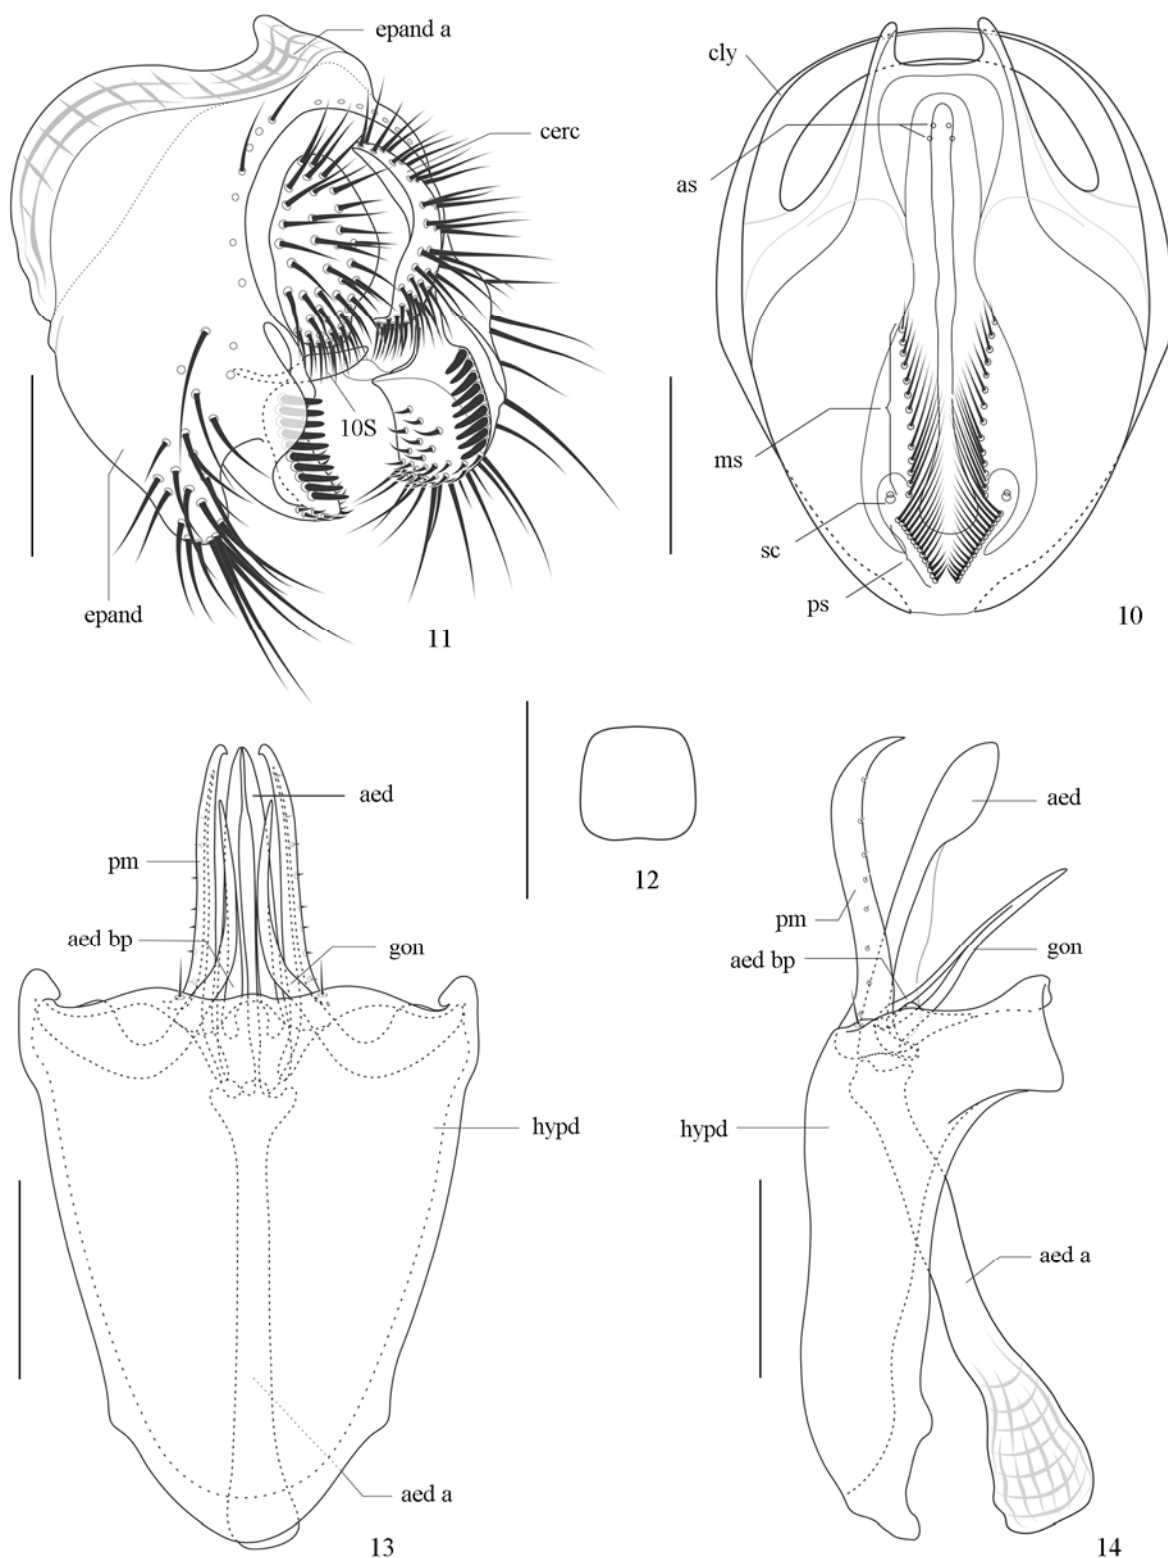 epand a
cerc
10S
epand
11
cly
as
ms
sc
ps
10
12
aed
pm
aed bp
gon
hypd
aed a
13
aed
pm
aed bp
gon
hypd
aed a
14